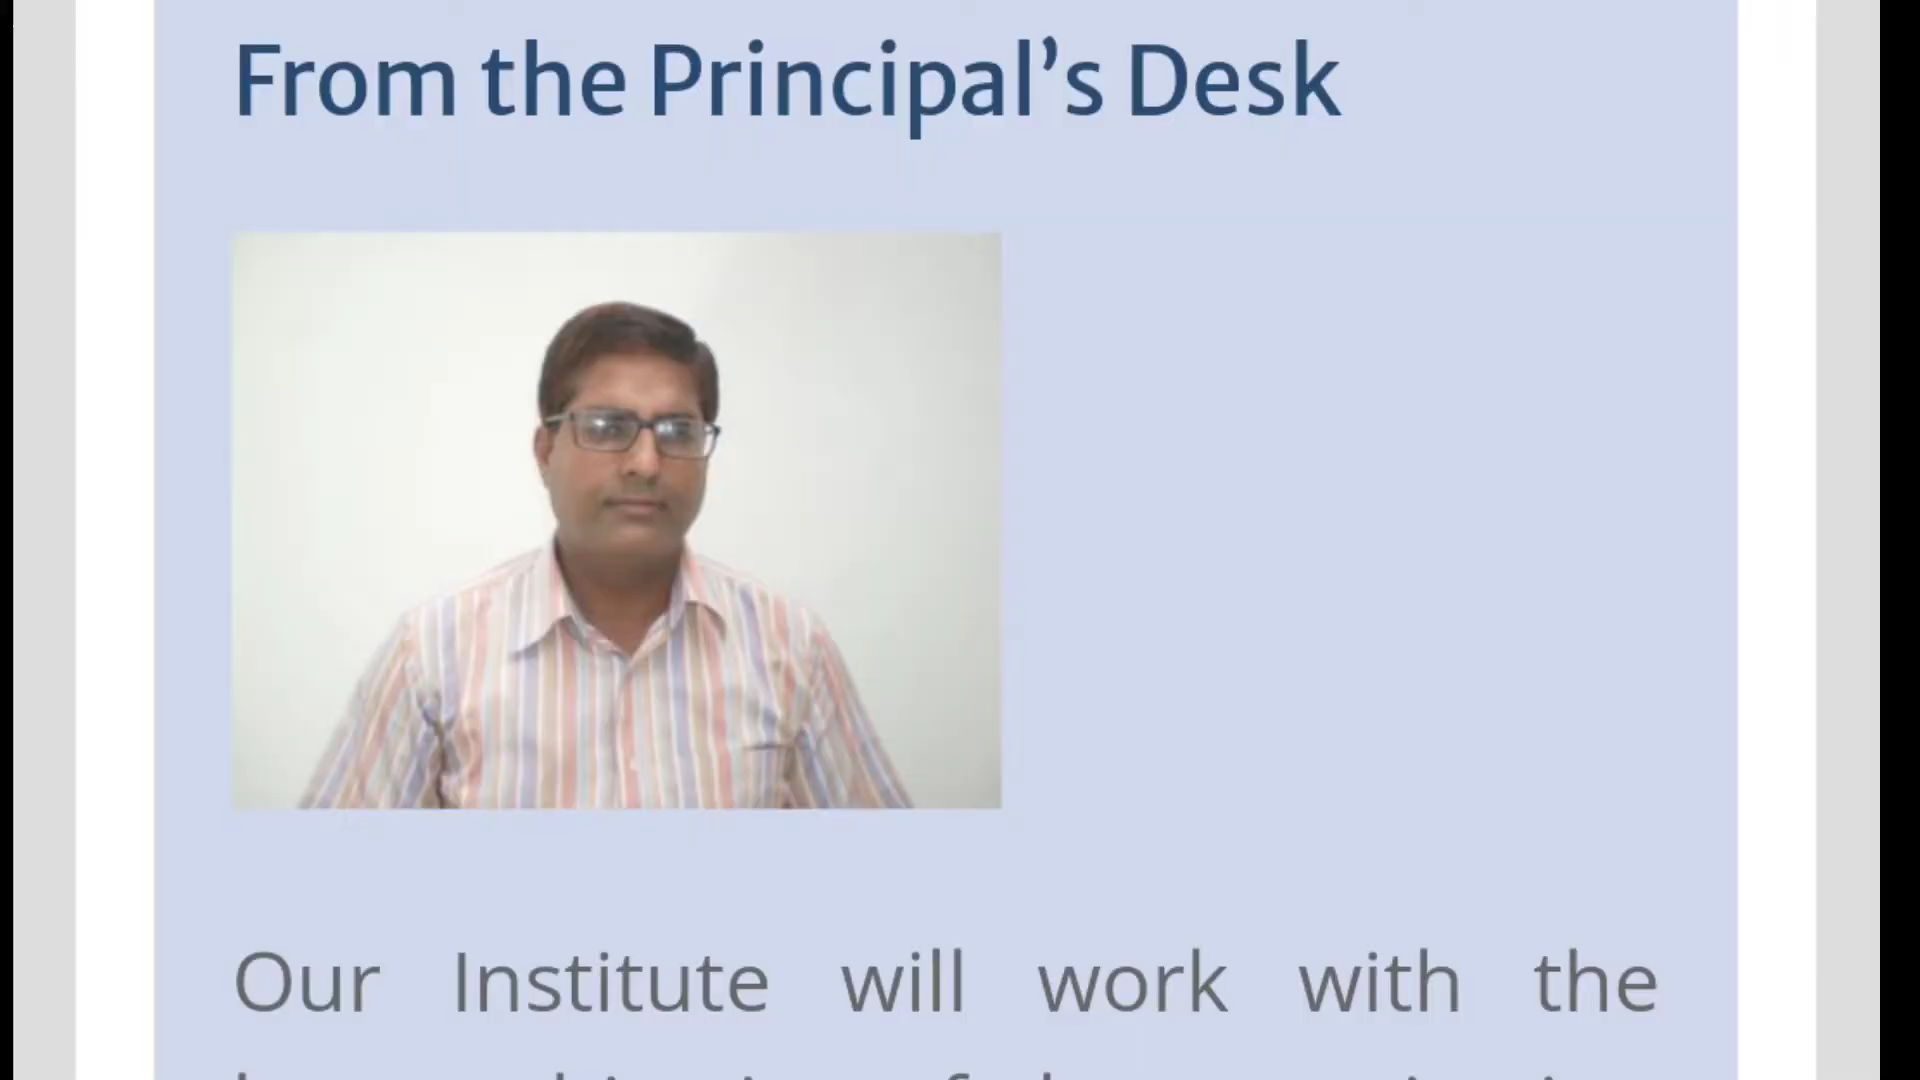 From the Principal’s Desk
Our Institute will work with the